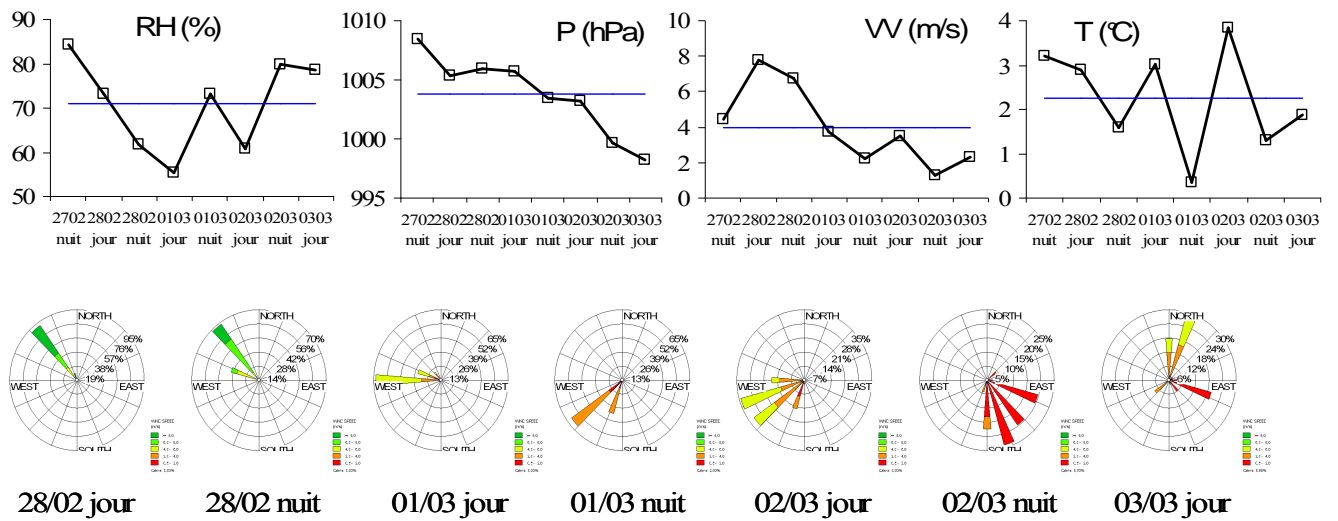 RH (%)
90
80
70
60
50
2702 2802 2802 0103 0103 0203 0203 0303
nuit jour nuit jour nuit jour nuit jour
P (hPa)
1010
1005
1000
995
2702 2802 2802 0103 0103 0203 0203 0303
nuit jour nuit jour nuit jour nuit jour
VV (m/s)
10
8
6
4
2
0
2702 2802 2802 0103 0103 0203 0203 0303
nuit jour nuit jour nuit jour nuit jour
T (°C)
4
3
2
1
0
2702 2802 2802 0103 0103 0203 0203 0303
nuit jour nuit jour nuit jour nuit jour
NORTH
95%
76%
57%
38%
19%
WEST EAST
SOUTH
28/02 jour
NORTH
70%
56%
42%
28%
14%
WEST EAST
SOUTH
28/02 nuit
NORTH
65%
52%
39%
26%
13%
WEST EAST
SOUTH
01/03 jour
NORTH
65%
52%
39%
26%
13%
WEST EAST
SOUTH
01/03 nuit
NORTH
35%
28%
21%
14%
7%
WEST EAST
SOUTH
02/03 jour
NORTH
25%
20%
15%
10%
5%
WEST EAST
SOUTH
02/03 nuit
NORTH
30%
24%
18%
12%
6%
WEST EAST
SOUTH
03/03 jour